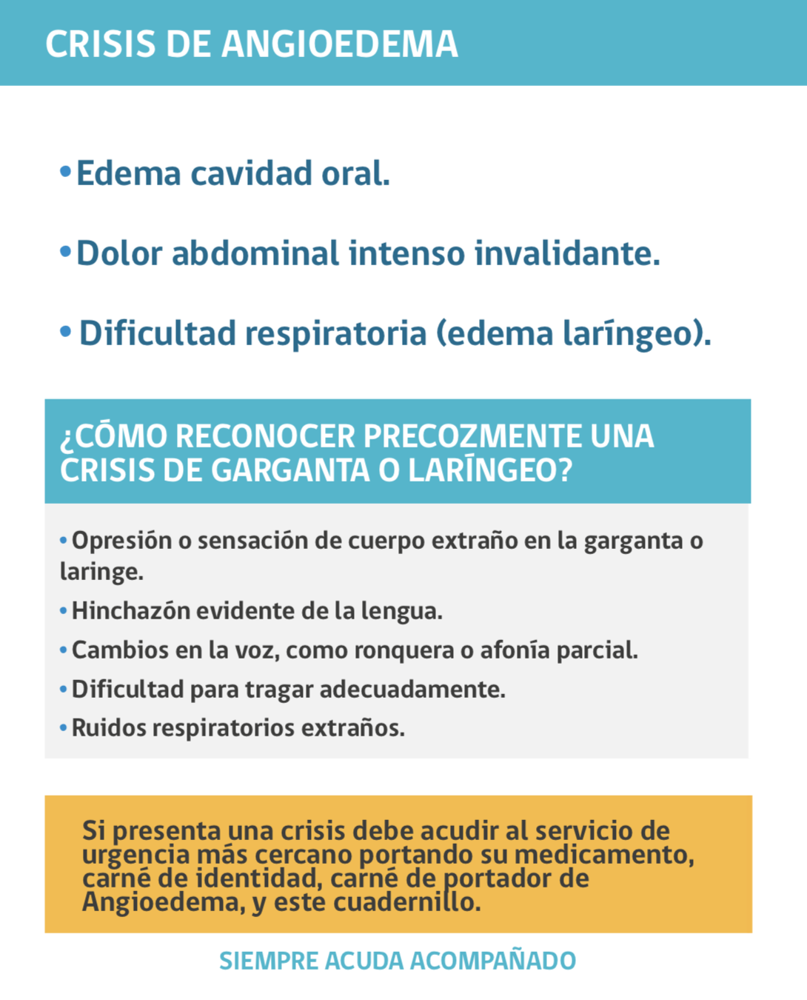 CRISIS DE ANGIOEDEMA
•Edema cavidad oral.
•Dolor abdominal intenso invalidante.
• Dificultad respiratoria (edema laríngeo).
¿CÓMO RECONOCER PRECOZMENTE UNA
CRISIS DE GARGANTA O LARÍNGEO?
• Opresión o sensación de cuerpo extraño en la garganta o
laringe.
• Hinchazón evidente de la lengua.
• Cambios en la voz, como ronquera o afonía parcial.
• Dificultad para tragar adecuadamente.
• Ruidos respiratorios extraños.
Si presenta una crisis debe acudir al servicio de
urgencia más cercano portando su medicamento,
carné de identidad, carné de portador de
Angioedema, y este cuadernillo.
SIEMPRE ACUDA ACOMPAÑADO